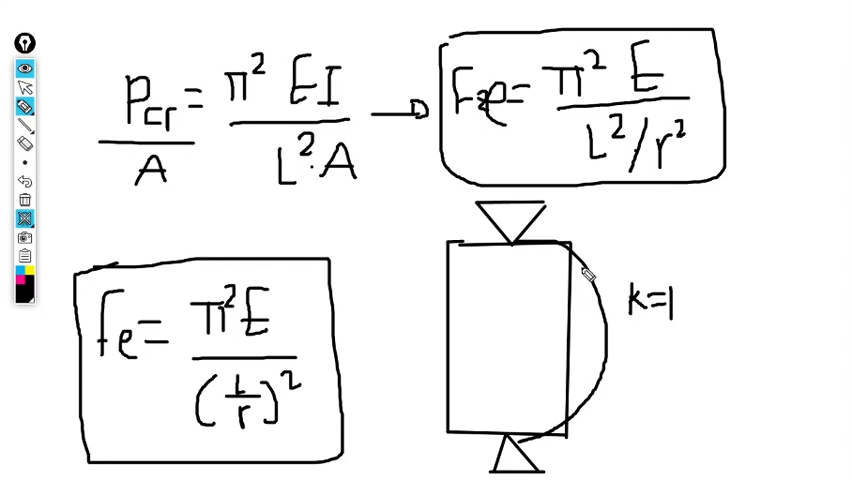 Pcr/A = π² EI / L²·A → Fe = π² E / L²/r²
Fe = π²E / (L/r)²
K=1